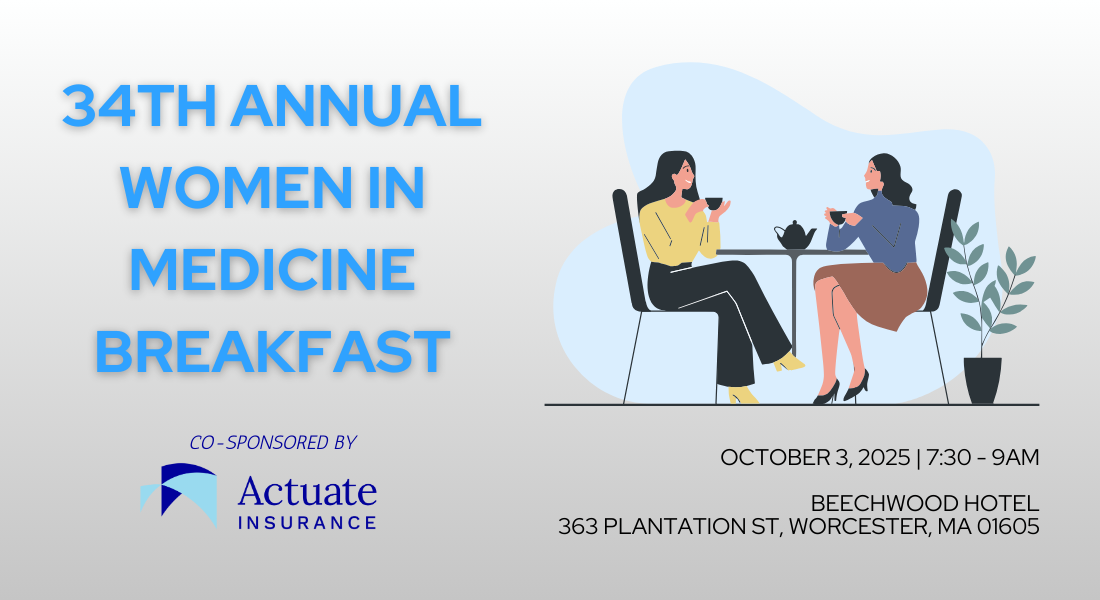 34TH ANNUAL
WOMEN IN
MEDICINE
BREAKFAST
CO-SPONSORED BY
Actuate
INSURANCE
OCTOBER 3, 2025 | 7:30 - 9AM
BEECHWOOD HOTEL
363 PLANTATION ST, WORCESTER, MA 01605